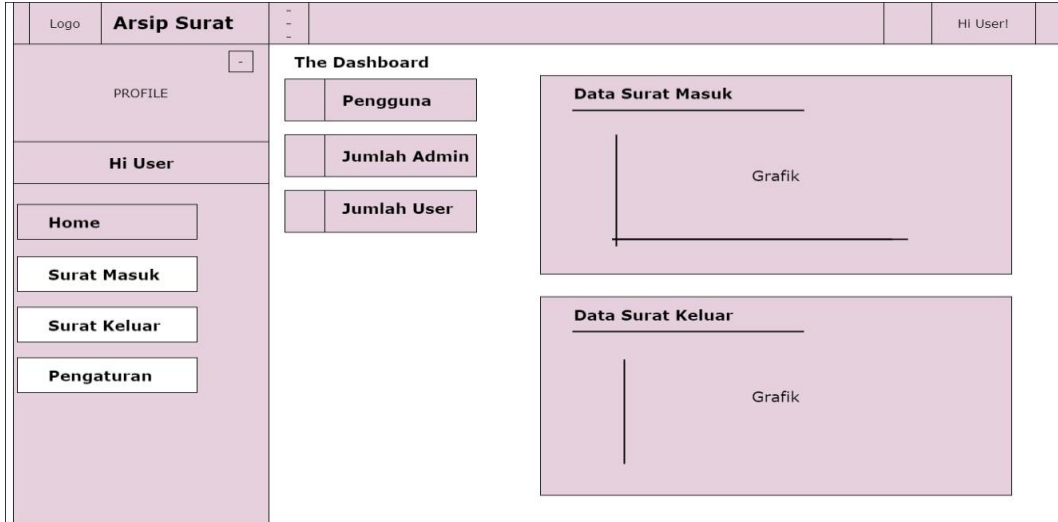 Logo
Arsip Surat
-
-
-
Hi User!
-
PROFILE
Hi User
Home
Surat Masuk
Surat Keluar
Pengaturan
The Dashboard
Pengguna
Jumlah Admin
Jumlah User
Data Surat Masuk
Grafik
Data Surat Keluar
Grafik